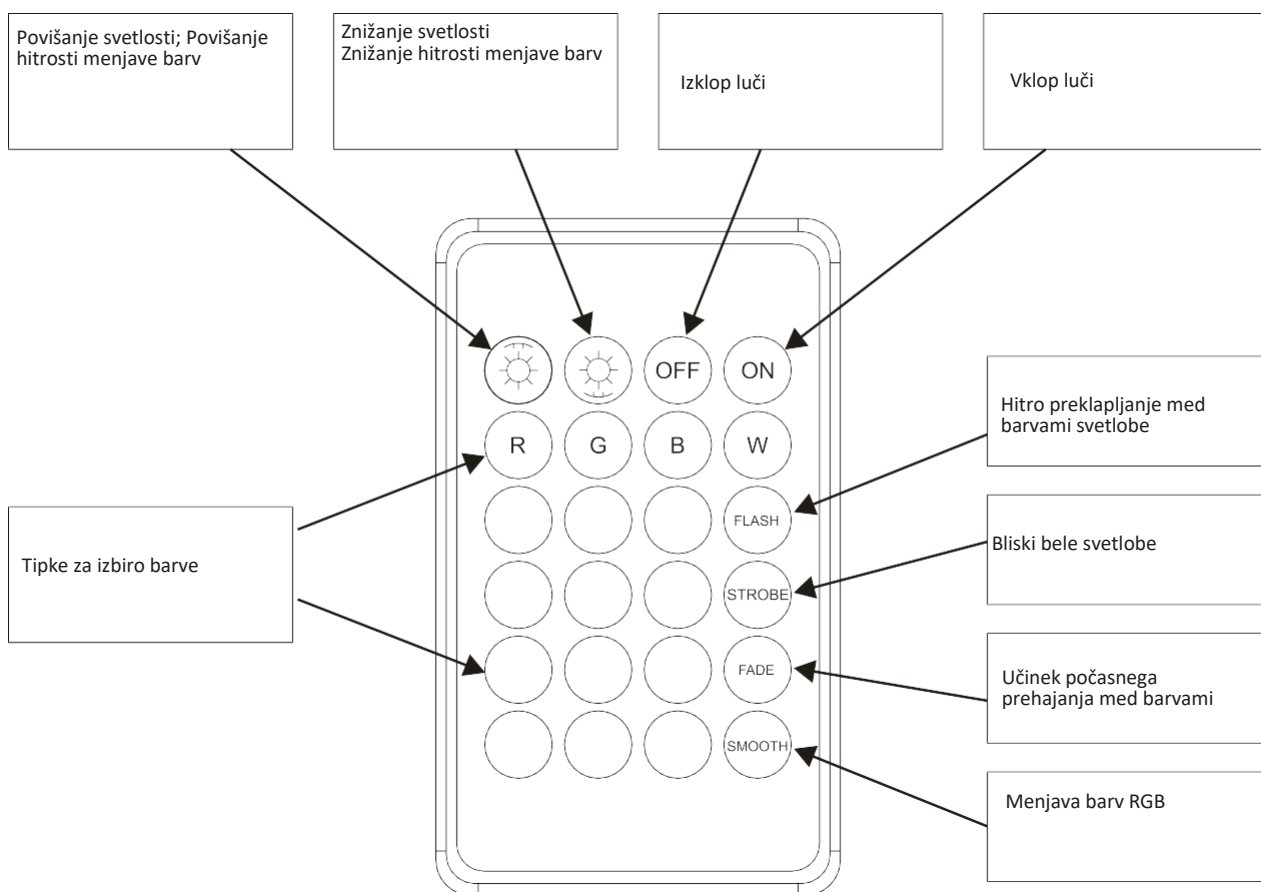 Povišanje svetlosti; Povišanje
hitrosti menjave barv
Znižanje svetlosti
Znižanje hitrosti menjave barv
Izklop luči
Vklop luči
OFF
ON
R
G
B
W
Hitro preklapljanje med
barvami svetlobe
FLASH
Tipke za izbiro barve
Bliski bele svetlobe
STROBE
FADE
Učinek počasnega
prehajanja med barvami
SMOOTH
Menjava barv RGB